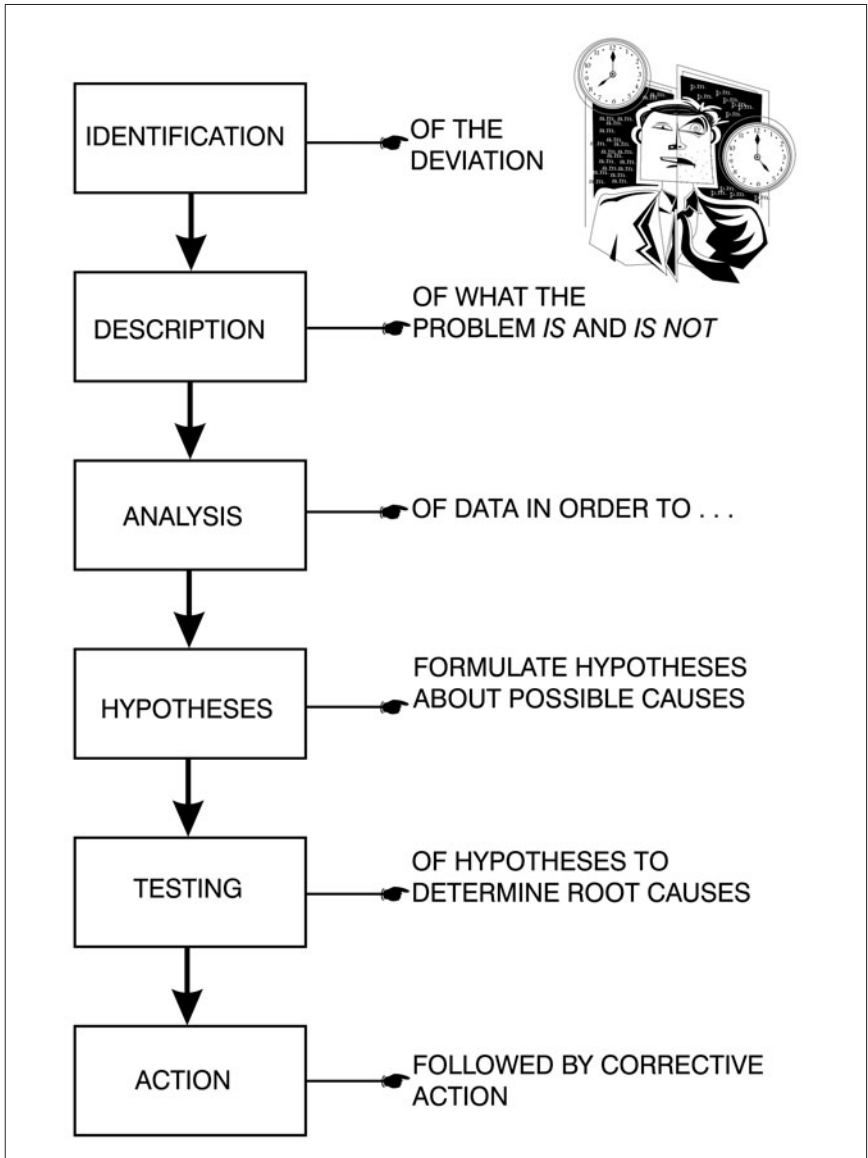 IDENTIFICATION
OF THE
DEVIATION
DESCRIPTION
OF WHAT THE
PROBLEM IS AND IS NOT
ANALYSIS
OF DATA IN ORDER TO . . .
HYPOTHESES
FORMULATE HYPOTHESES
ABOUT POSSIBLE CAUSES
TESTING
OF HYPOTHESES TO
DETERMINE ROOT CAUSES
ACTION
FOLLOWED BY CORRECTIVE
ACTION